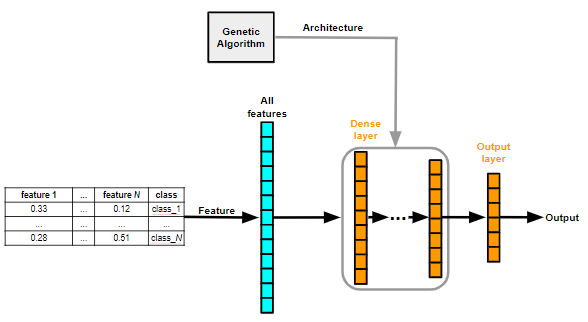 Genetic
Algorithm
Architecture
All
features
Dense
layer
Output
layer
feature 1 ... feature N class
0.33 ... 0.12 class_1
... ... ... ...
0.28 ... 0.51 class_N
Feature
...
Output